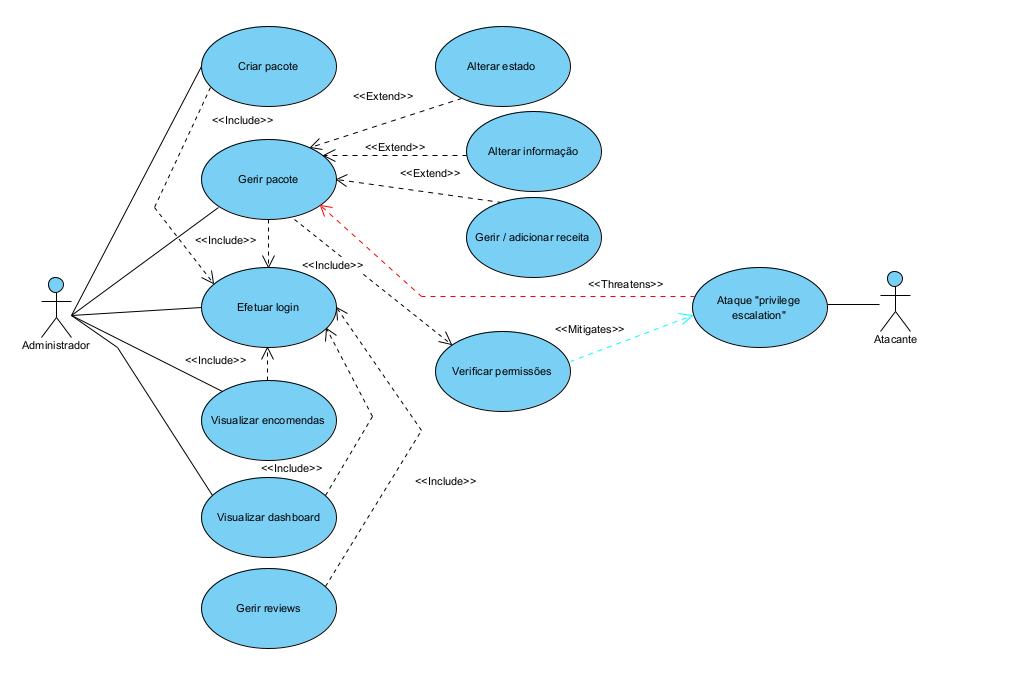 Criar pacote
Alterar estado
<<Extend>>
<<Include>>
<<Extend>>
Alterar informação
<<Extend>>
Gerir pacote
Gerir / adicionar receita
<<Include>>
<<Include>>
<<Threatens>>
Efetuar login
Ataque "privilege
escalation"
<<Mitigates>>
Atacante
Administrador
<<Include>>
Verificar permissões
Visualizar encomendas
<<Include>>
<<Include>>
Visualizar dashboard
Gerir reviews